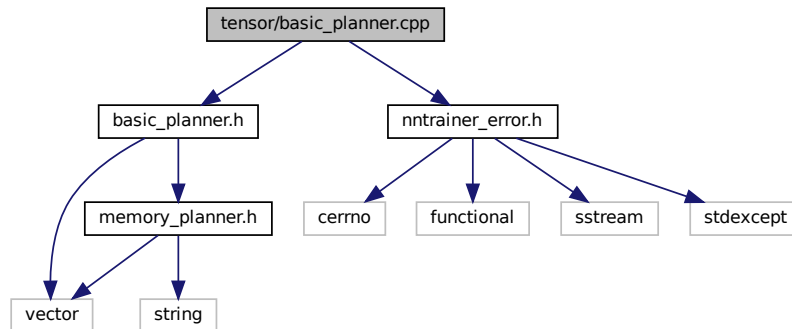 tensor/basic_planner.cpp
basic_planner.h
nntrainer_error.h
memory_planner.h
cerrno
functional
sstream
stdexcept
vector
string